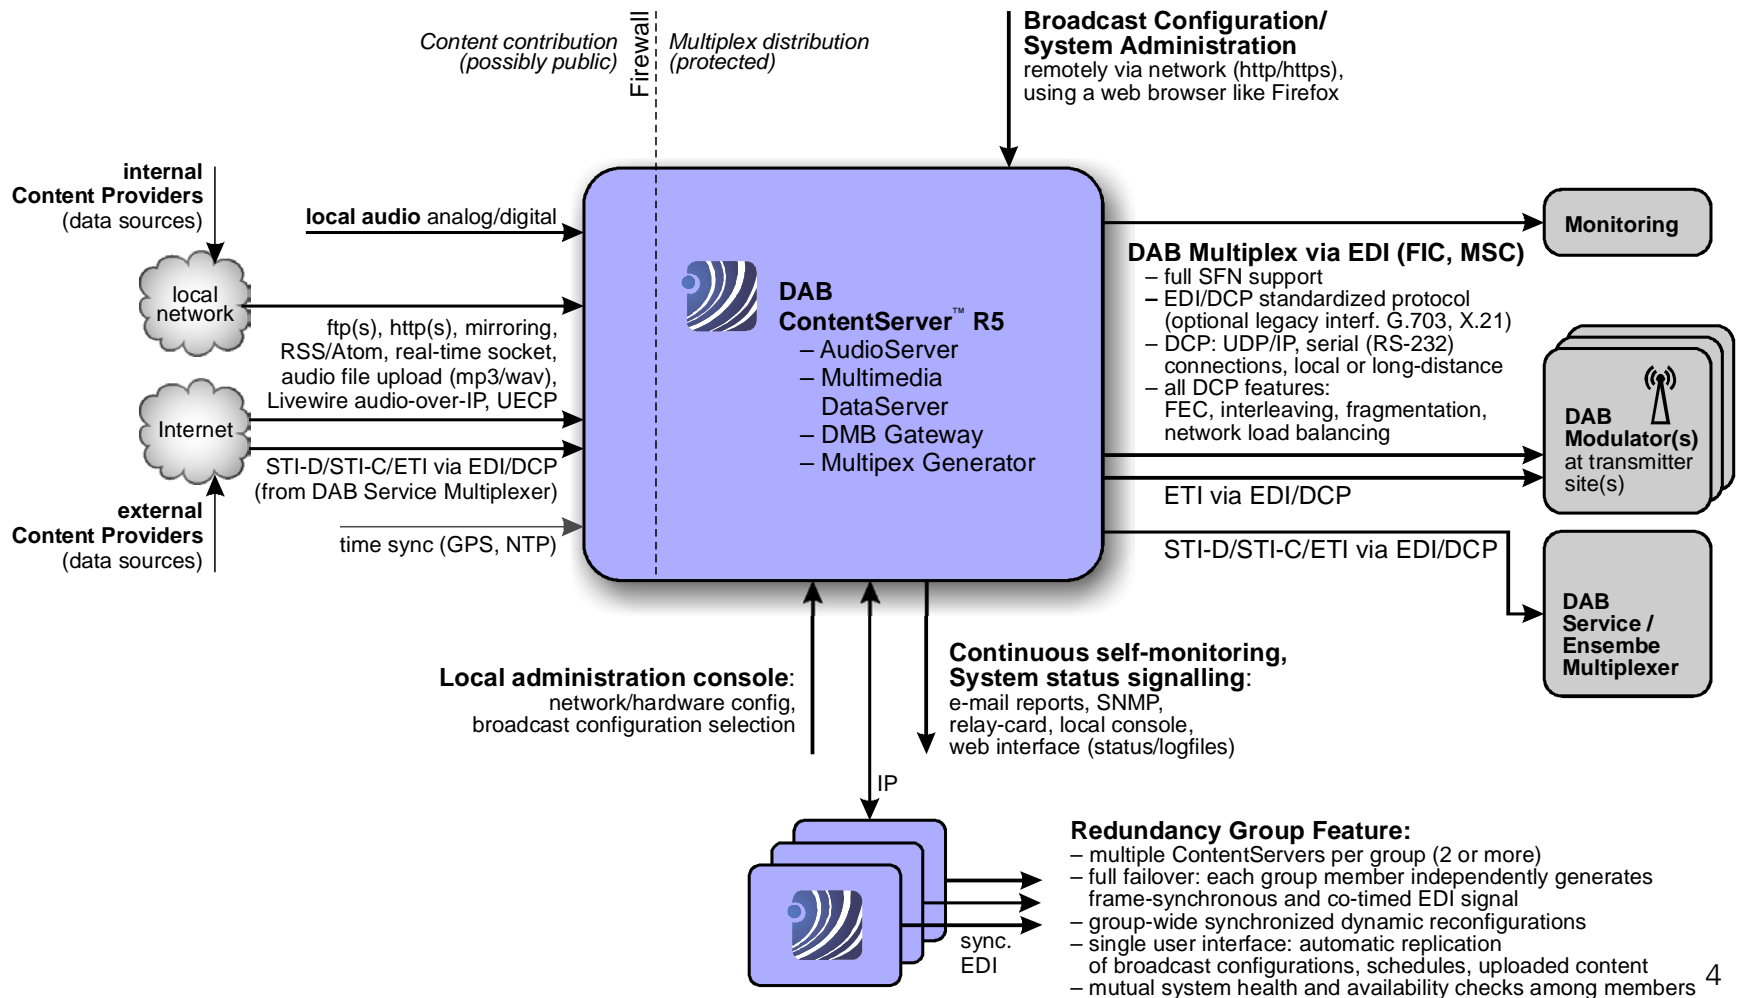 Content contribution
(possibly public)
Firewall
Multiplex distribution
(protected)
Broadcast Configuration/
System Administration
remotely via network (http/https),
using a web browser like Firefox
internal
Content Providers
(data sources)
local audio analog/digital
local
network
ftp(s), http(s), mirroring,
RSS/Atom, real-time socket,
audio file upload (mp3/wav),
Livewire audio-over-IP, UECP
Internet
STI-D/STI-C/ETI via EDI/DCP
(from DAB Service Multiplexer)
external
Content Providers
(data sources)
time sync (GPS, NTP)
DAB
ContentServer™ R5
– AudioServer
– Multimedia
DataServer
– DMB Gateway
– Multipex Generator
Monitoring
DAB Multiplex via EDI (FIC, MSC)
– full SFN support
– EDI/DCP standardized protocol
(optional legacy interf. G.703, X.21)
– DCP: UDP/IP, serial (RS-232)
connections, local or long-distance
– all DCP features:
FEC, interleaving, fragmentation,
network load balancing
ETI via EDI/DCP
DAB
Modulator(s)
at transmitter
site(s)
STI-D/STI-C/ETI via EDI/DCP
DAB
Service /
Ensembe
Multiplexer
Local administration console:
network/hardware config,
broadcast configuration selection
Continuous self-monitoring,
System status signalling:
e-mail reports, SNMP,
relay-card, local console,
web interface (status/logfiles)
IP
sync.
EDI
Redundancy Group Feature:
– multiple ContentServers per group (2 or more)
– full failover: each group member independently generates
frame-synchronous and co-timed EDI signal
– group-wide synchronized dynamic reconfigurations
– single user interface: automatic replication
of broadcast configurations, schedules, uploaded content
– mutual system health and availability checks among members
4